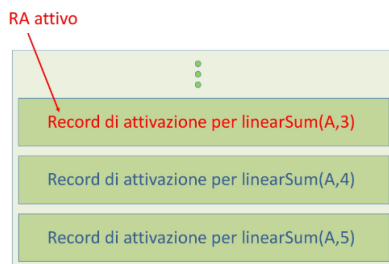 RA attivo
Record di attivazione per linearSum(A,3)
Record di attivazione per linearSum(A,4)
Record di attivazione per linearSum(A,5)